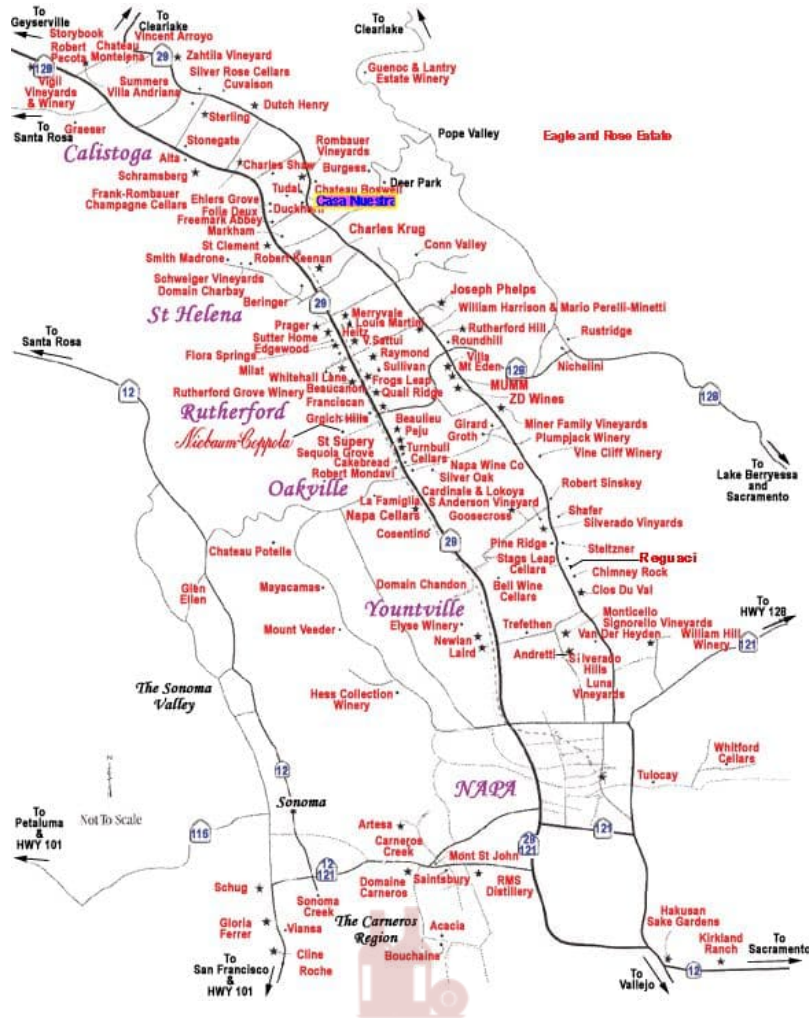 To
Geyserville
To
Clearlake
To
Clearlake
Storybook
Vincent Arroyo
Robert
Pecota
Chateau
Montelena
29
Zahtila Vineyard
128
Vigil
Vineyards
& Winery
Summers
Villa Andriana
Silver Rose Cellars
Cuvaison
Guenoc & Lantry
Estate Winery
Dutch Henry
Sterling
To
Santa Rosa
Graeser
Stonegate
Pope Valley
Eagle and Rose Estate
Calistoga
Alta
Rombauer
Vineyards
Charles Shaw
Burgess
Schramsberg
Deer Park
Tudal
Chateau Boswell
Frank-Rombauer
Champagne Cellars
Ehlers Grove
Casa Nuestra
Folie Deux
Freemark Abbey
Markham
Charles Krug
St Clement
Conn Valley
Smith Madrone
Robert Keenan
Schweiger Vineyards
Domain Charbay
Beringer
Joseph Phelps
St Helena
29
Merryvale
William Harrison & Mario Perelli-Minetti
Prager
Louis Martini
Rutherford Hill
Rustridge
To
Santa Rosa
Sutter Home
Heitz
Edgewood
V.Sattui
Roundhill
Villa
Mt Eden
Flora Springs
Raymond
128
Nichelini
Milat
Sullivan
Whitehall Lane
Frogs Leap
MUMM
12
Rutherford Grove Winery
Beaucanon
Quail Ridge
ZD Wines
128
Rutherford
Franciscan
Grgich Hills
Beaulieu
Peju
Girard
Groth
Miner Family Vineyards
Niebaum-Coppola
Plumpjack Winery
St Supery
Turnbull
Cellars
Vine Cliff Winery
Sequoia Grove
Cakebread
Robert Mondavi
Napa Wine Co
Silver Oak
To
Lake Berryessa
and
Sacramento
Oakville
Cardinale & Lokoya
Robert Sinskey
La Famiglia
S Anderson Vineyard
Napa Cellars
Goosecross
Shafer
Silverado Vinyards
Cosentino
29
Pine Ridge
Steltzner
Chateau Potelle
Stags Leap
Cellars
Reguaci
Chimney Rock
Glen
Ellen
Mayacamas
Domain Chandon
Bell Wine
Cellars
Clos Du Val
Yountville
Monticello
To
HWY 128
Mount Veeder
Elyse Winery
Trefethen
Signorello Vineyards
Newlan
Van Der Heyden
William Hill
Winery
121
Laird
Andretti
Silverado
Hills
Luna
Vineyards
The Sonoma
Valley
Hess Collection
Winery
Whitford
Cellars
12
N
Tulocay
Sonoma
NAPA
Not To Scale
To
Petaluma
&
HWY 101
116
Artesa
121
Carneros
Creek
29
121
Mont St John
12
121
Domaine
Carneros
Saintsbury
RMS
Distillery
Schug
Sonoma
Creek
Gloria
Ferrer
Viansa
The Carneros
Region
Acacia
Hakusan
Sake Gardens
Kirkland
Ranch
To
Sacramento
Cline
Bouchaine
To
San Francisco
&
HWY 101
Roche
To
Vallejo
12